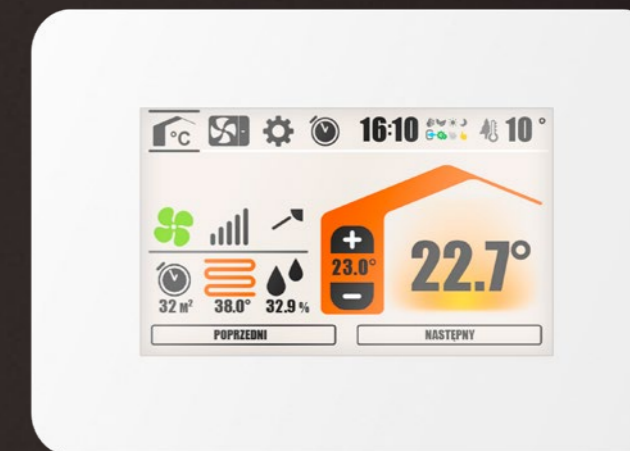 °C 16:10 10°
+
23.0° 22.7°
-
32 M² 38.0° 32.9 %
POPRZEDNI NASTĘPNY